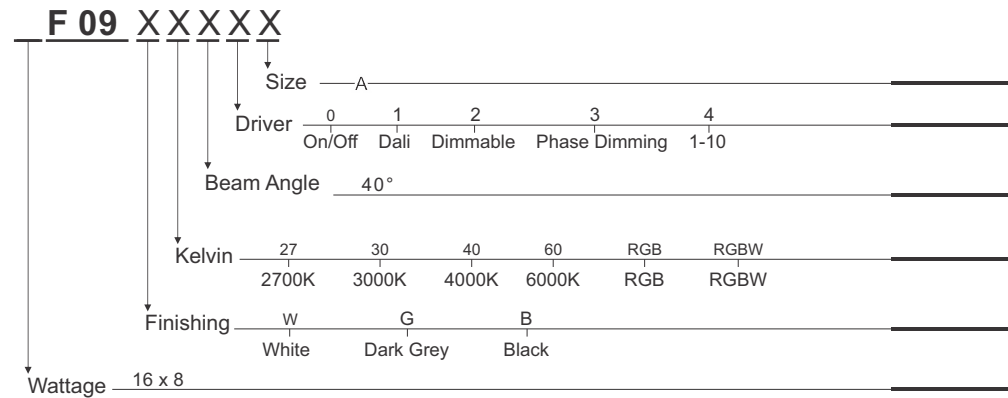 F 09 X X X X X
Size A
0 1 2 3 4
Driver
On/Off Dali Dimmable Phase Dimming 1-10
Beam Angle 40°
27 30 40 60 RGB RGBW
Kelvin
2700K 3000K 4000K 6000K RGB RGBW
W G B
Finishing
White Dark Grey Black
Wattage 16 x 8